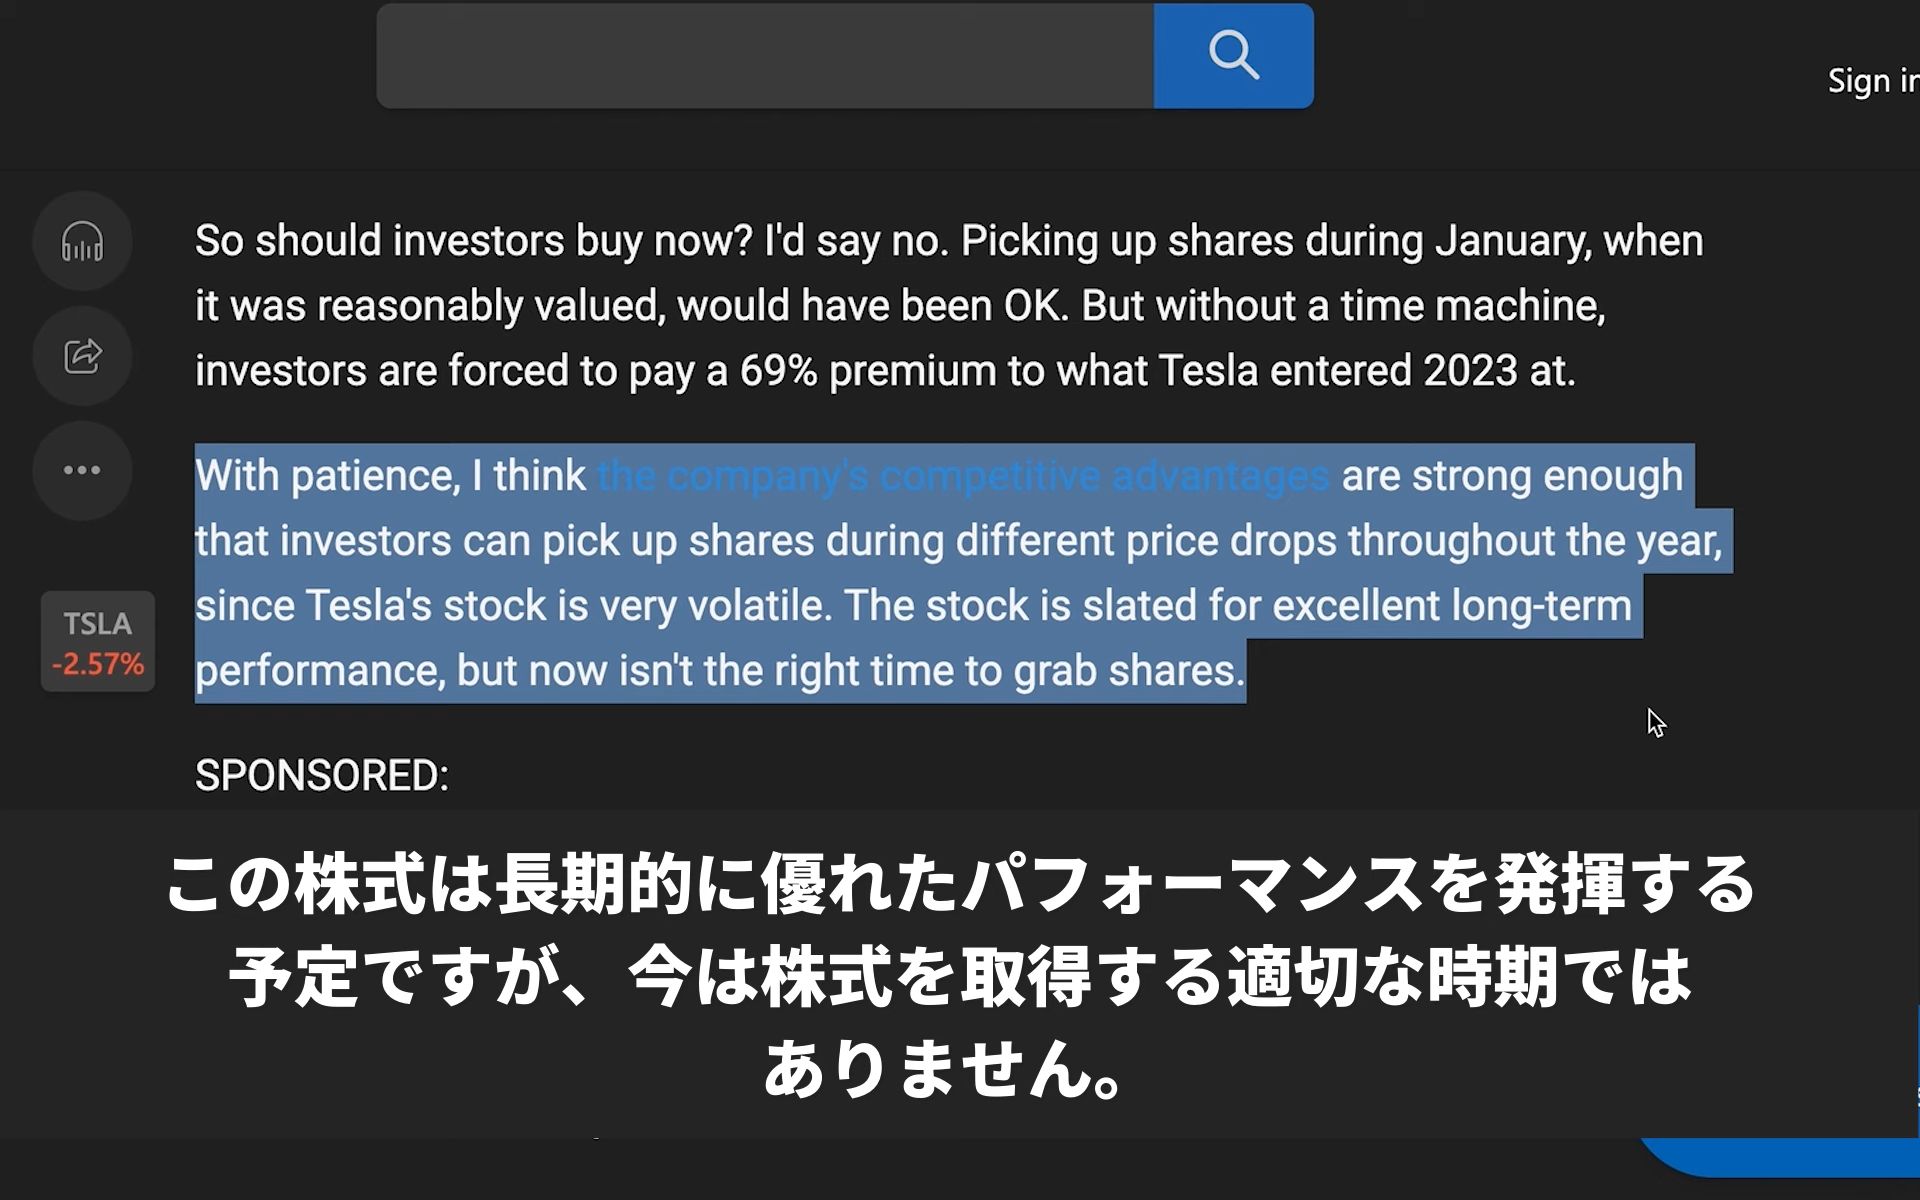 Sign in
So should investors buy now? I'd say no. Picking up shares during January, when
it was reasonably valued, would have been OK. But without a time machine,
investors are forced to pay a 69% premium to what Tesla entered 2023 at.
With patience, I think the company's competitive advantages are strong enough
that investors can pick up shares during different price drops throughout the year,
since Tesla's stock is very volatile. The stock is slated for excellent long-term
performance, but now isn't the right time to grab shares.
TSLA
-2.57%
SPONSORED:
この株式は長期的に優れたパフォーマンスを発揮する
予定ですが、今は株式を取得する適切な時期では
ありません。